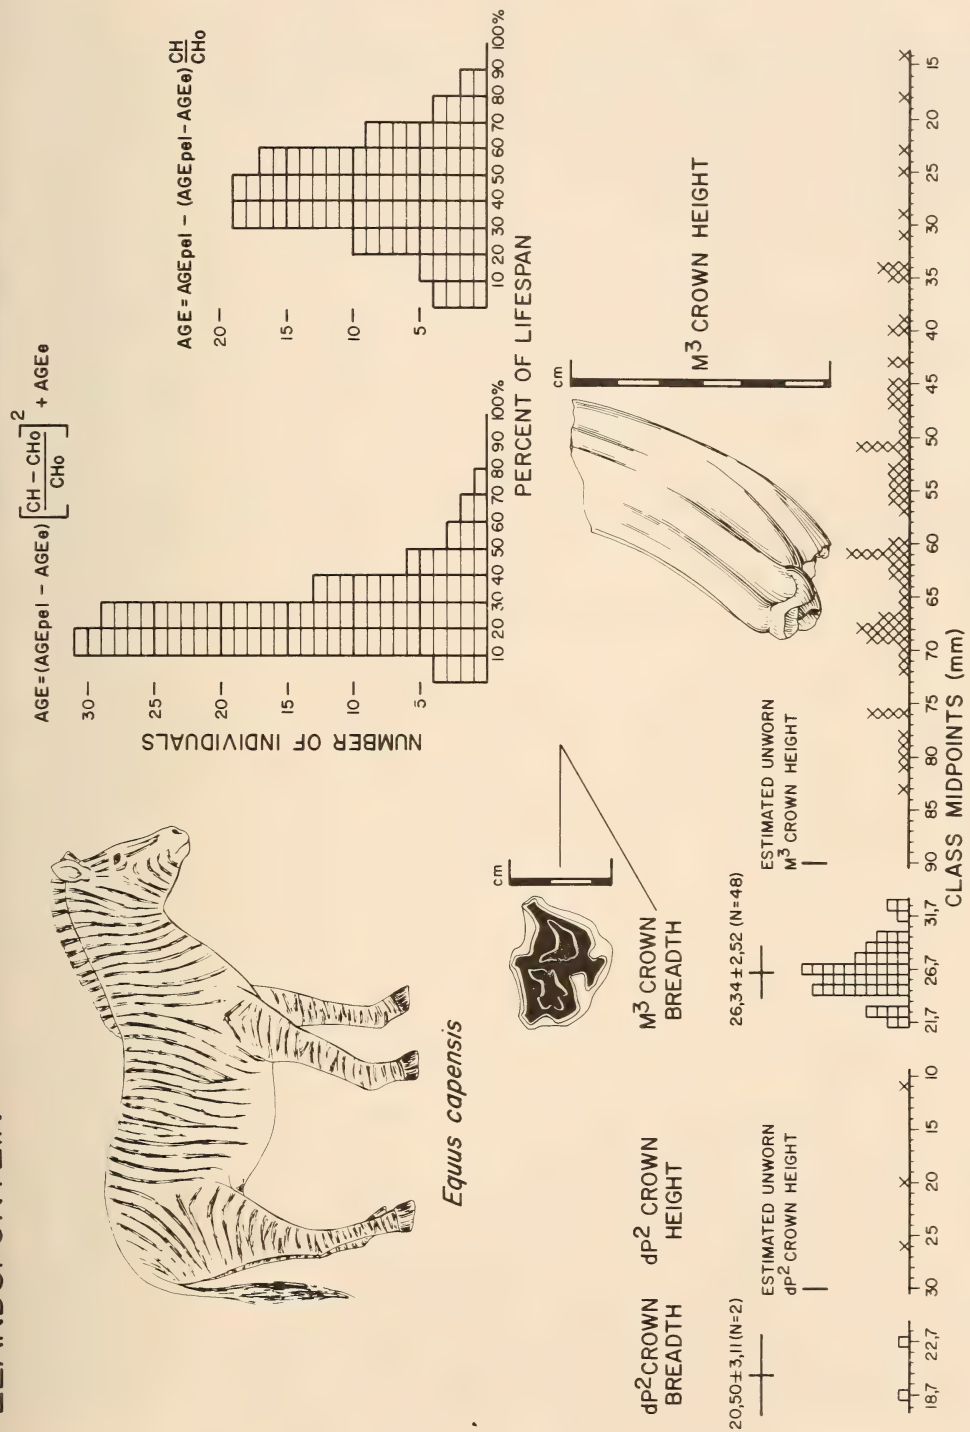 AGE = (AGEpel – AGEe) [CH – CHo / CHo]² + AGEe
AGE = AGEpel – (AGEpel – AGEe) CH/CHo
NUMBER OF INDIVIDUALS
30–
25–
20–
15–
10–
5–
10 20 30 40 50 60 70 80 90 100%
20–
15–
10–
5–
10 20 30 40 50 60 70 80 90 100%
PERCENT OF LIFESPAN
Equus capensis
cm
cm
dP² CROWN
BREADTH
dP² CROWN
HEIGHT
M³ CROWN
BREADTH
M³ CROWN HEIGHT
20,50±3,11 (N=2)
26,34±2,52 (N=48)
ESTIMATED UNWORN
dP² CROWN HEIGHT
ESTIMATED UNWORN
M³ CROWN HEIGHT
18,7 22,7
30 25 20 15 10
21,7 26,7 31,7
90 85 80 75 70 65 60 55 50 45 40 35 30 25 20 15
CLASS MIDPOINTS (mm)